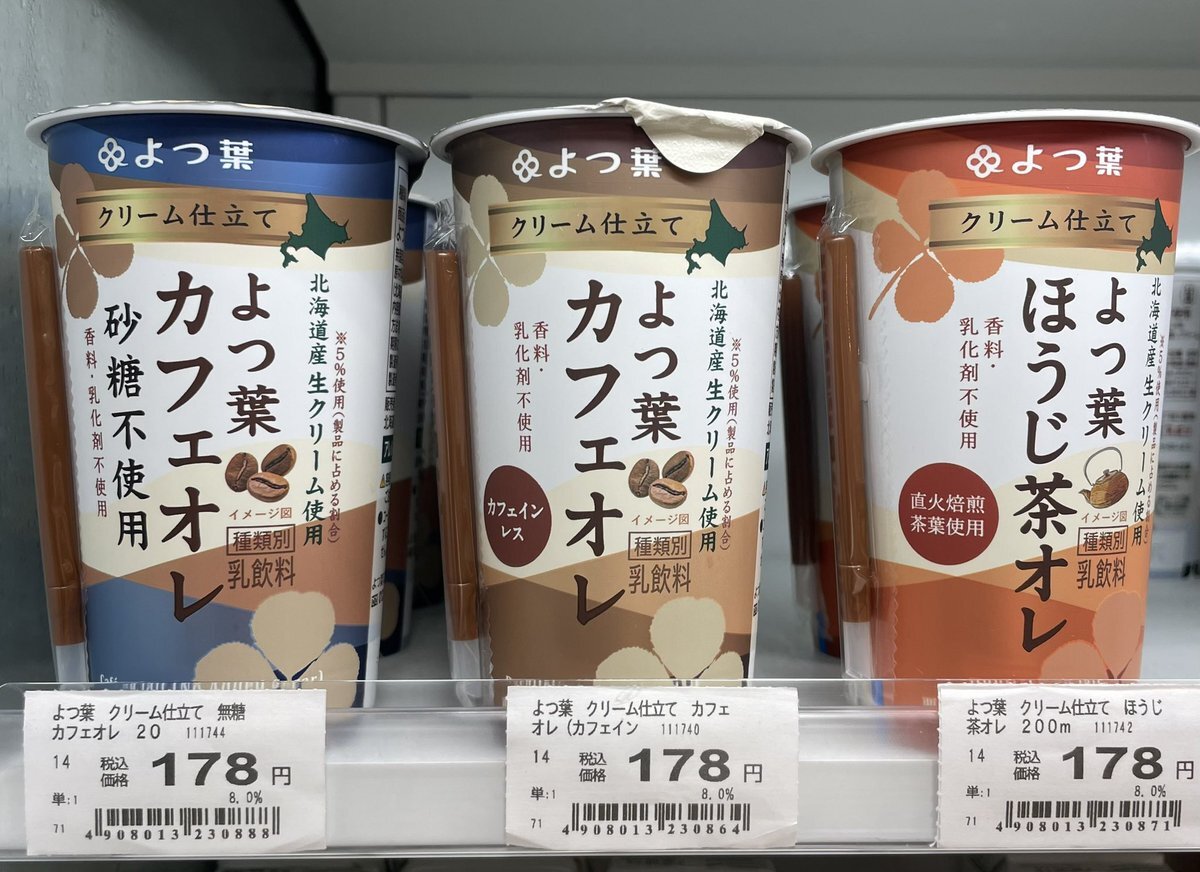 よつ葉
クリーム仕立て
北海道産 生クリーム使用
※5%使用(製品に占める割合)
よつ葉
カフェオレ
砂糖不使用
香料・乳化剤不使用
イメージ図
種類別
乳飲料
よつ葉
クリーム仕立て
北海道産 生クリーム使用
※5%使用(製品に占める割合)
よつ葉
カフェオレ
香料・
乳化剤不使用
カフェイン
レス
イメージ図
種類別
乳飲料
よつ葉
クリーム仕立て
北海道産 生クリーム使用
※5%使用(製品に占める割合)
よつ葉
ほうじ茶オレ
香料・
乳化剤不使用
直火焙煎
茶葉使用
イメージ図
種類別
乳飲料
よつ葉 クリーム仕立て 無糖
カフェオレ 20 111744
14 税込価格 178円
単:1 8.0%
71 4908013230888
よつ葉 クリーム仕立て カフェ
オレ(カフェイン 111740
14 税込価格 178円
単:1 8.0%
71 4908013230864
よつ葉 クリーム仕立て ほうじ
茶オレ 200m 111742
14 税込価格 178円
単:1 8.0%
71 4908013230871